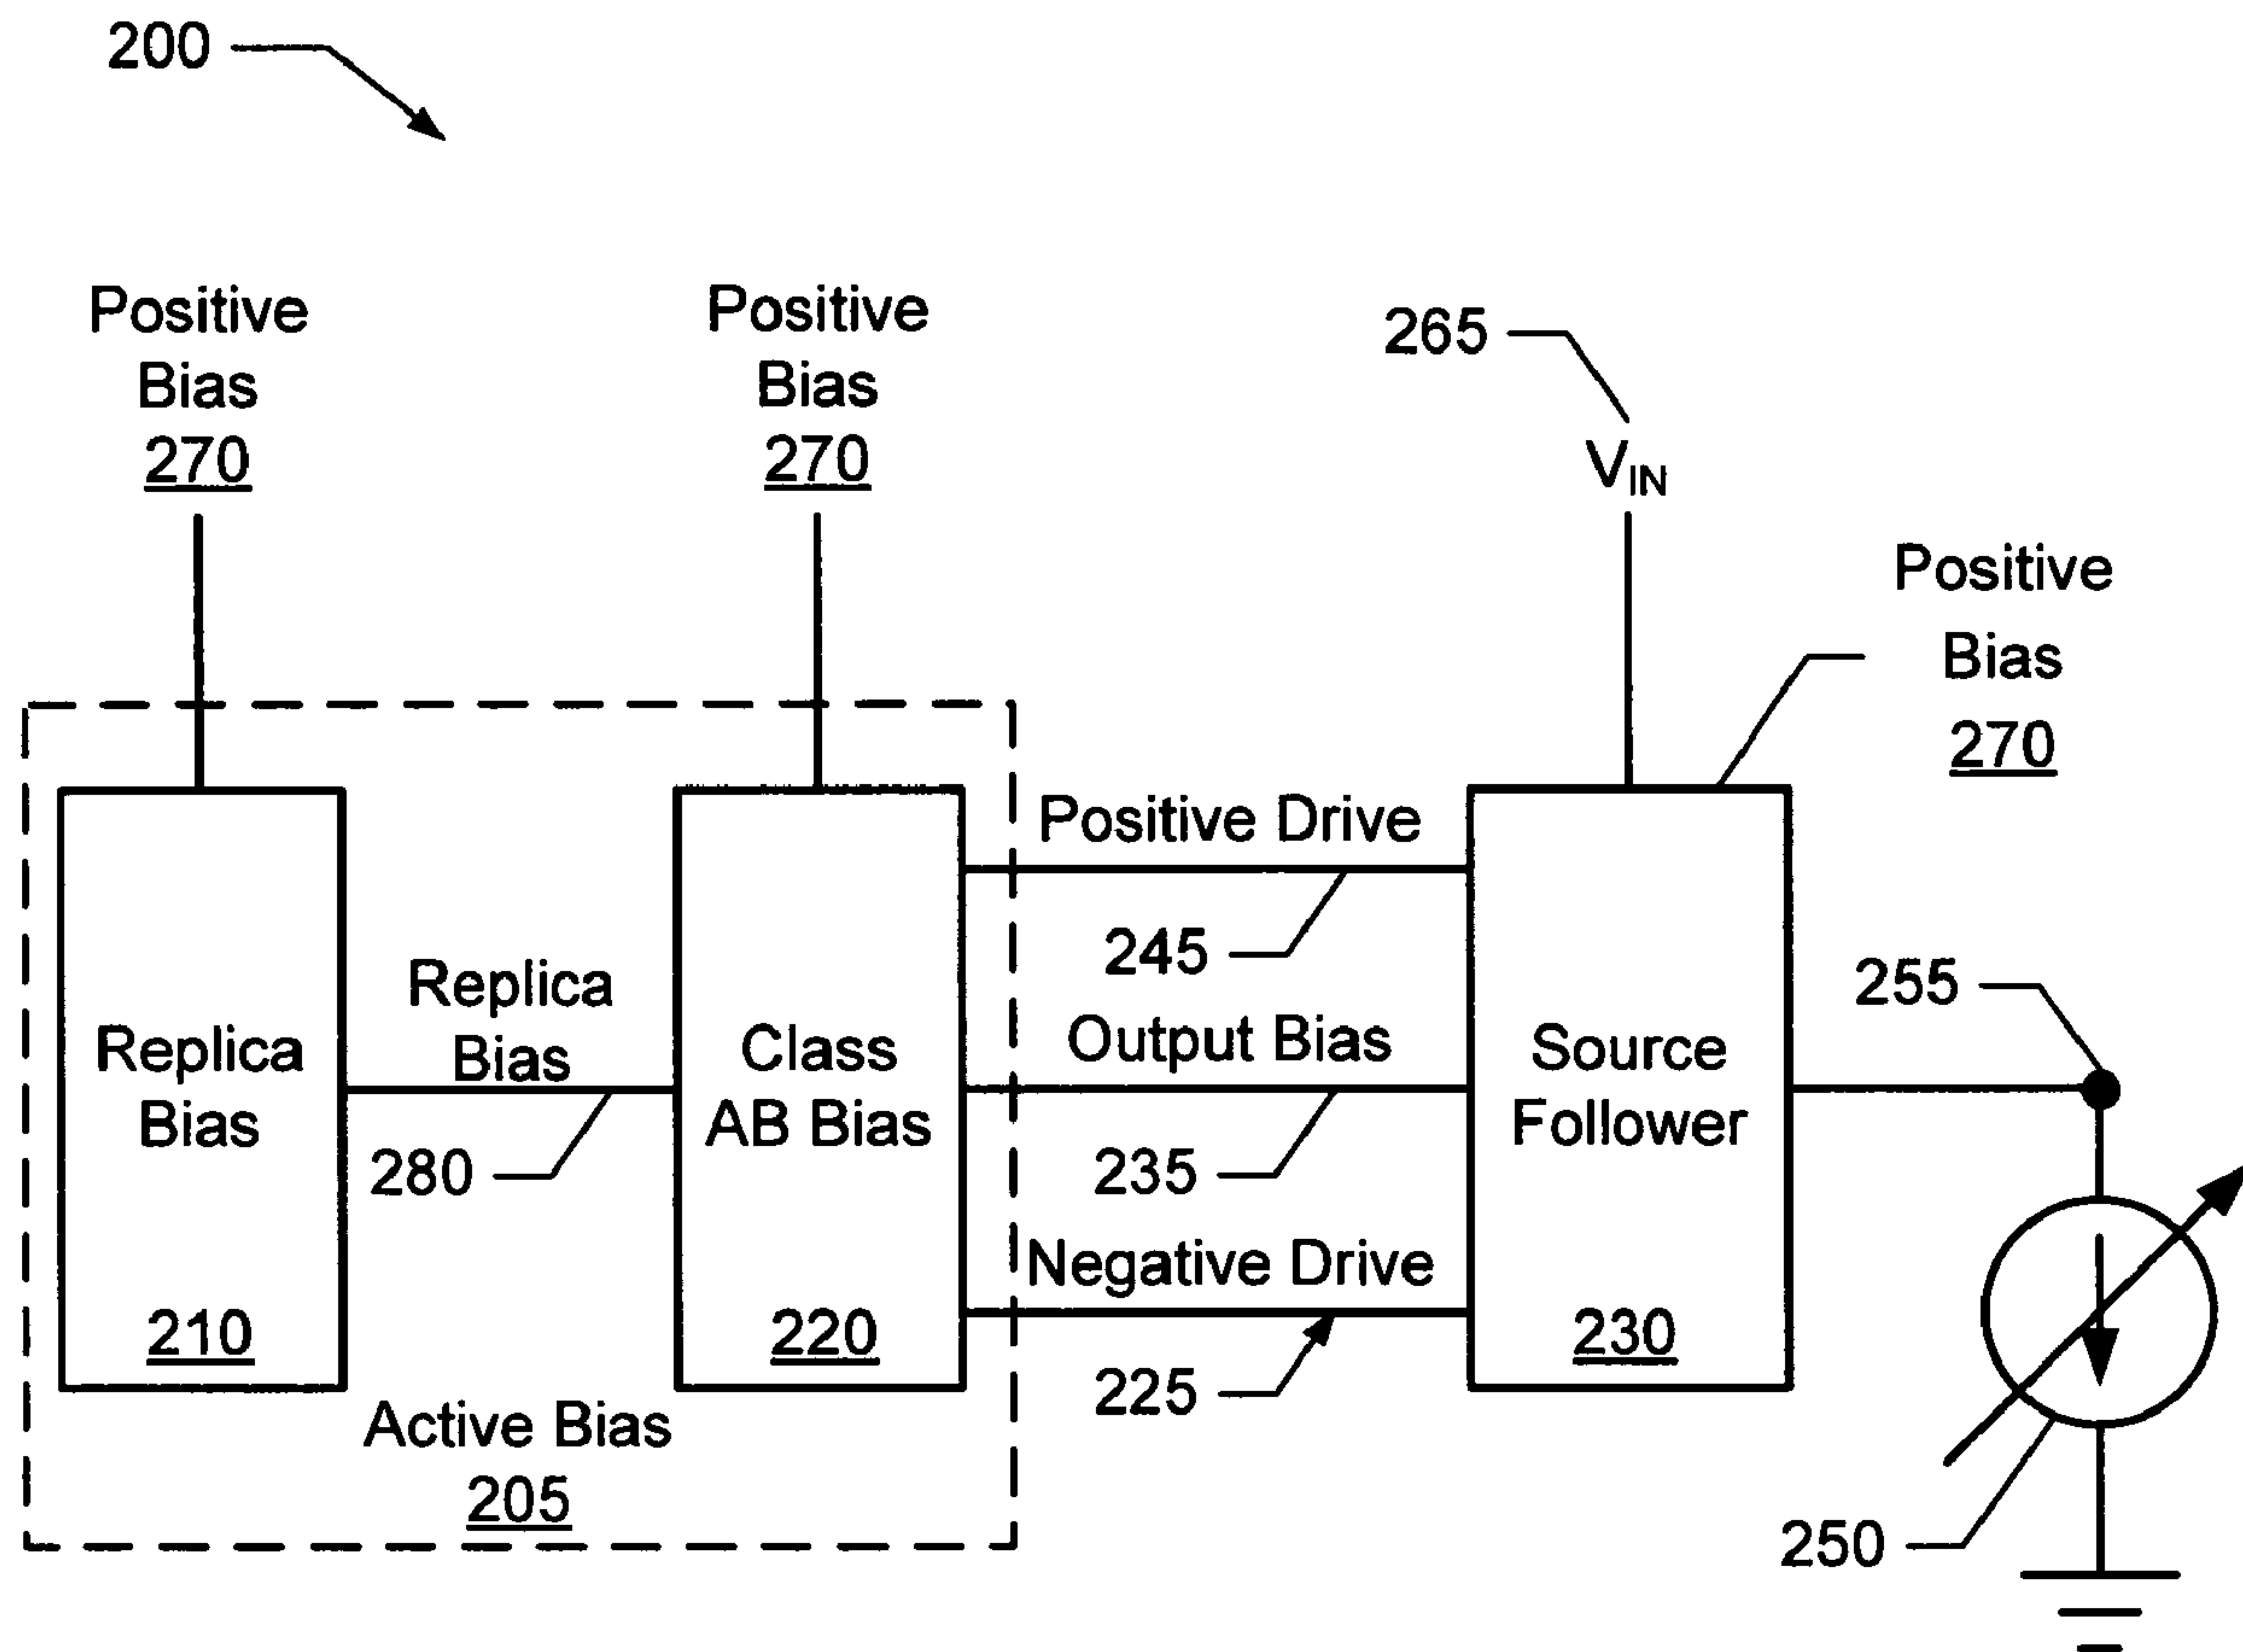 200
Positive
Bias
270
Positive
Bias
270
265
VIN
Positive
Bias
270
Positive Drive
245
Replica
Bias
280
Output Bias
235
255
Replica
Bias
210
Class
AB Bias
220
Source
Follower
230
Negative Drive
225
Active Bias
205
250